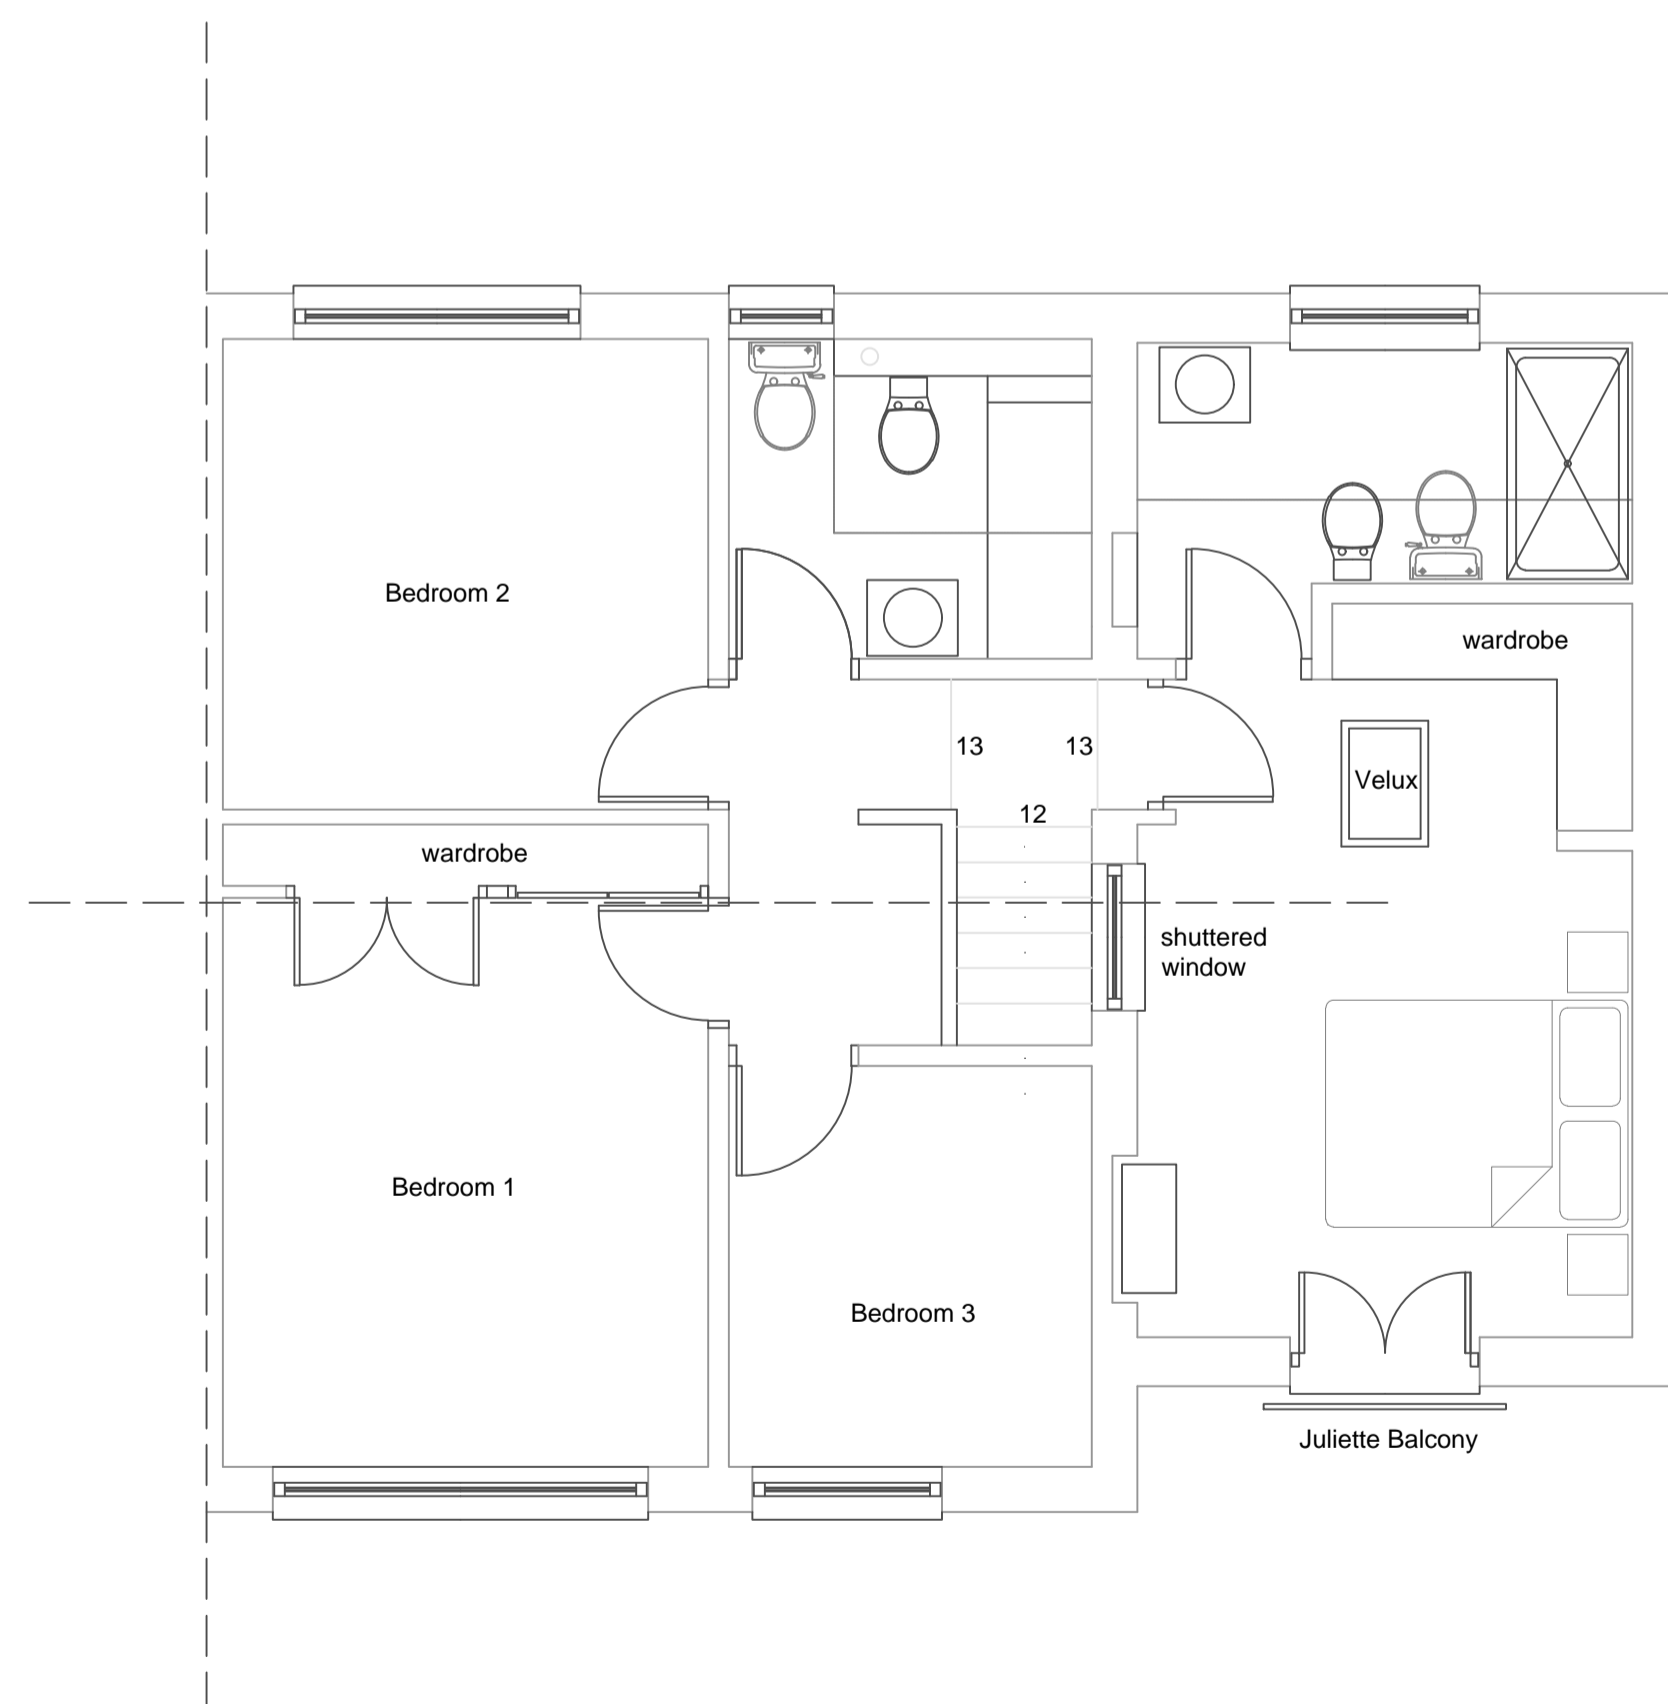 Bedroom 2
wardrobe
13
13
Velux
12
wardrobe
shuttered
window
Bedroom 1
Bedroom 3
Juliette Balcony